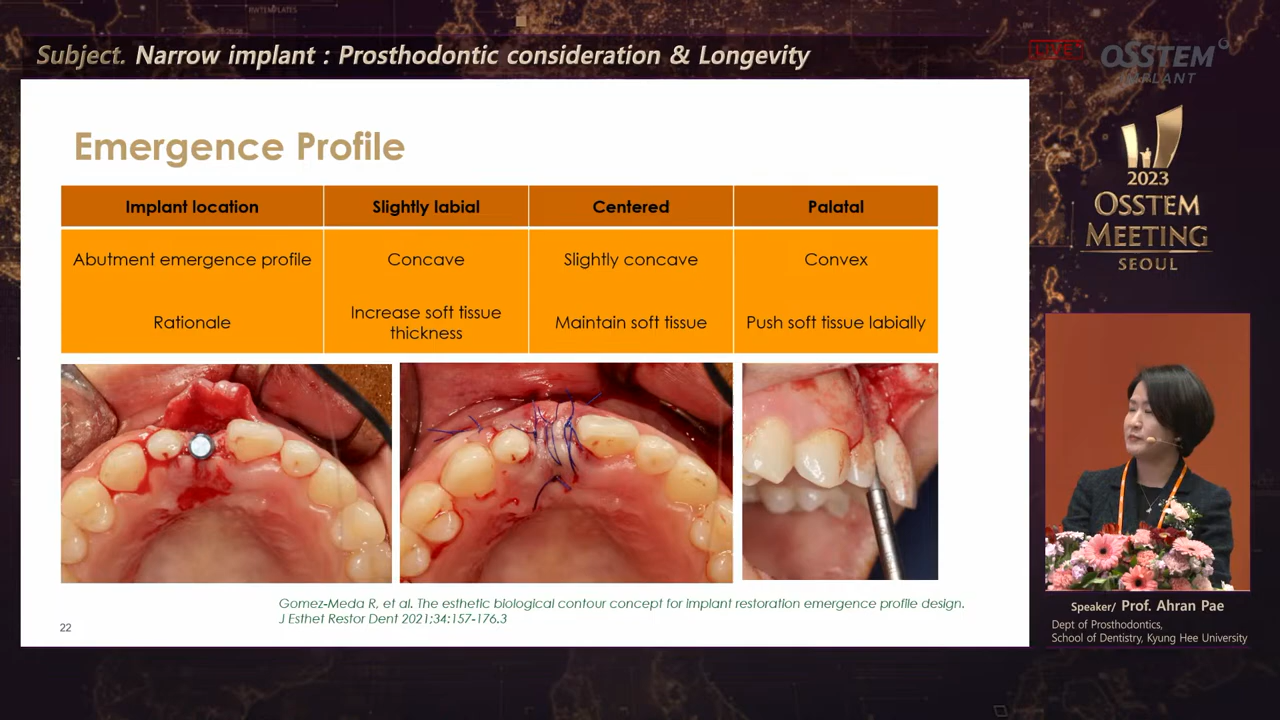 Subject. Narrow implant : Prosthodontic consideration & Longevity
LIVE
OSSTEM
IMPLANT
2023
OSSTEM
MEETING
SEOUL
Emergence Profile
Implant location
Slightly labial
Centered
Palatal
Abutment emergence profile
Concave
Slightly concave
Convex
Rationale
Increase soft tissue
thickness
Maintain soft tissue
Push soft tissue labially
Gomez-Meda R, et al. The esthetic biological contour concept for implant restoration emergence profile design.
J Esthet Restor Dent 2021;34:157-176.3
22
Speaker/ Prof. Ahran Pae
Dept of Prosthodontics,
School of Dentistry, Kyung Hee University